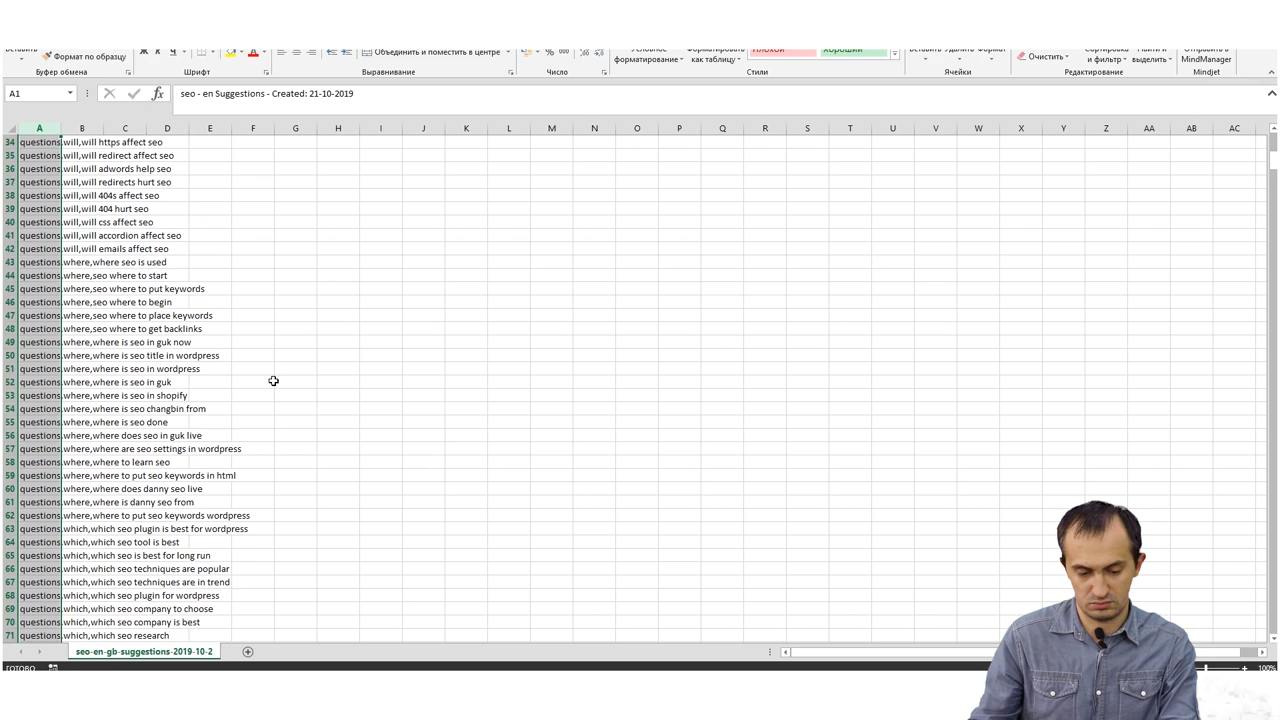 Вставить
Формат по образцу
Буфер обмена
Ж К Ч
Шрифт
Объединить и поместить в центре
Выравнивание
% 000
Число
Условное форматирование
Форматировать как таблицу
Плохой
Хороший
Стили
Вставить Удалить Формат
Ячейки
Очистить
Сортировка и фильтр
Найти и выделить
Редактирование
Отправить в MindManager
Mindjet
A1
fx
seo - en Suggestions - Created: 21-10-2019
A B C D E F G H I J K L M N O P Q R S T U V W X Y Z AA AB AC
34 questions,will,will https affect seo
35 questions,will,will redirect affect seo
36 questions,will,will adwords help seo
37 questions,will,will redirects hurt seo
38 questions,will,will 404s affect seo
39 questions,will,will 404 hurt seo
40 questions,will,will css affect seo
41 questions,will,will accordion affect seo
42 questions,will,will emails affect seo
43 questions,where,where seo is used
44 questions,where,seo where to start
45 questions,where,seo where to put keywords
46 questions,where,seo where to begin
47 questions,where,seo where to place keywords
48 questions,where,seo where to get backlinks
49 questions,where,where is seo in guk now
50 questions,where,where is seo title in wordpress
51 questions,where,where is seo in wordpress
52 questions,where,where is seo in guk
53 questions,where,where is seo in shopify
54 questions,where,where is seo changbin from
55 questions,where,where is seo done
56 questions,where,where does seo in guk live
57 questions,where,where are seo settings in wordpress
58 questions,where,where to learn seo
59 questions,where,where to put seo keywords in html
60 questions,where,where does danny seo live
61 questions,where,where is danny seo from
62 questions,where,where to put seo keywords wordpress
63 questions,which,which seo plugin is best for wordpress
64 questions,which,which seo tool is best
65 questions,which,which seo is best for long run
66 questions,which,which seo techniques are popular
67 questions,which,which seo techniques are in trend
68 questions,which,which seo plugin for wordpress
69 questions,which,which seo company to choose
70 questions,which,which seo company is best
71 questions,which,which seo research
seo-en-gb-suggestions-2019-10-2
ГОТОВО
100%